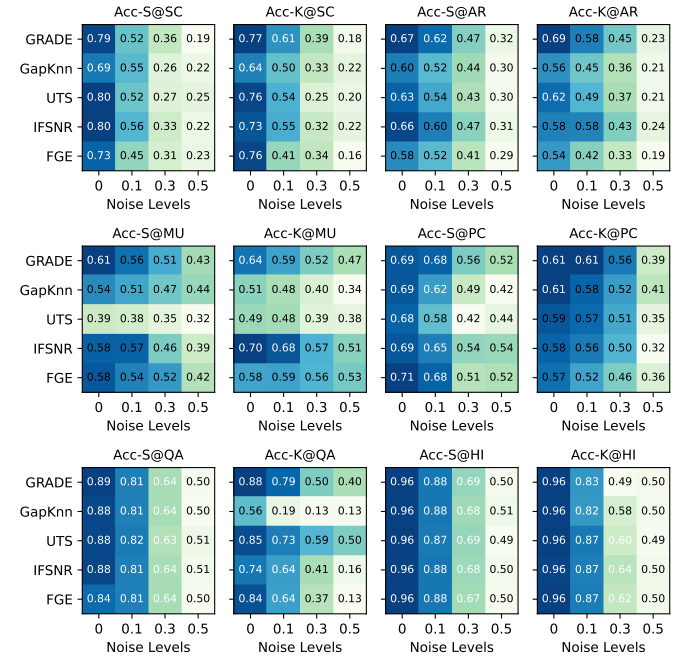 Acc-S@SC Acc-K@SC Acc-S@AR Acc-K@AR
GRADE 0.79 0.52 0.36 0.19 0.77 0.61 0.39 0.18 0.67 0.62 0.47 0.32 0.69 0.58 0.45 0.23
GapKnn 0.69 0.55 0.26 0.22 0.64 0.50 0.33 0.22 0.60 0.52 0.44 0.30 0.56 0.45 0.36 0.21
UTS 0.80 0.52 0.27 0.25 0.76 0.54 0.25 0.20 0.63 0.54 0.43 0.30 0.62 0.49 0.37 0.21
IFSNR 0.80 0.56 0.33 0.22 0.73 0.55 0.32 0.22 0.66 0.60 0.47 0.31 0.58 0.58 0.43 0.24
FGE 0.73 0.45 0.31 0.23 0.76 0.41 0.34 0.16 0.58 0.52 0.41 0.29 0.54 0.42 0.33 0.19
0 0.1 0.3 0.5 0 0.1 0.3 0.5 0 0.1 0.3 0.5 0 0.1 0.3 0.5
Noise Levels Noise Levels Noise Levels Noise Levels
Acc-S@MU Acc-K@MU Acc-S@PC Acc-K@PC
GRADE 0.61 0.56 0.51 0.43 0.64 0.59 0.52 0.47 0.69 0.68 0.56 0.52 0.61 0.61 0.56 0.39
GapKnn 0.54 0.51 0.47 0.44 0.51 0.48 0.40 0.34 0.69 0.62 0.49 0.42 0.61 0.58 0.52 0.41
UTS 0.39 0.38 0.35 0.32 0.49 0.48 0.39 0.38 0.68 0.58 0.42 0.44 0.59 0.57 0.51 0.35
IFSNR 0.58 0.57 0.46 0.39 0.70 0.68 0.57 0.51 0.69 0.65 0.54 0.54 0.58 0.56 0.50 0.32
FGE 0.58 0.54 0.52 0.42 0.58 0.59 0.56 0.53 0.71 0.68 0.51 0.52 0.57 0.52 0.46 0.36
0 0.1 0.3 0.5 0 0.1 0.3 0.5 0 0.1 0.3 0.5 0 0.1 0.3 0.5
Noise Levels Noise Levels Noise Levels Noise Levels
Acc-S@QA Acc-K@QA Acc-S@HI Acc-K@HI
GRADE 0.89 0.81 0.64 0.50 0.88 0.79 0.50 0.40 0.96 0.88 0.69 0.50 0.96 0.83 0.49 0.50
GapKnn 0.88 0.81 0.64 0.50 0.56 0.19 0.13 0.13 0.96 0.88 0.68 0.51 0.96 0.82 0.58 0.50
UTS 0.88 0.82 0.63 0.51 0.85 0.73 0.59 0.50 0.96 0.87 0.69 0.49 0.96 0.87 0.60 0.49
IFSNR 0.88 0.81 0.64 0.51 0.74 0.64 0.41 0.16 0.96 0.88 0.68 0.50 0.96 0.87 0.64 0.50
FGE 0.84 0.81 0.64 0.50 0.84 0.64 0.37 0.13 0.96 0.88 0.67 0.50 0.96 0.87 0.62 0.50
0 0.1 0.3 0.5 0 0.1 0.3 0.5 0 0.1 0.3 0.5 0 0.1 0.3 0.5
Noise Levels Noise Levels Noise Levels Noise Levels